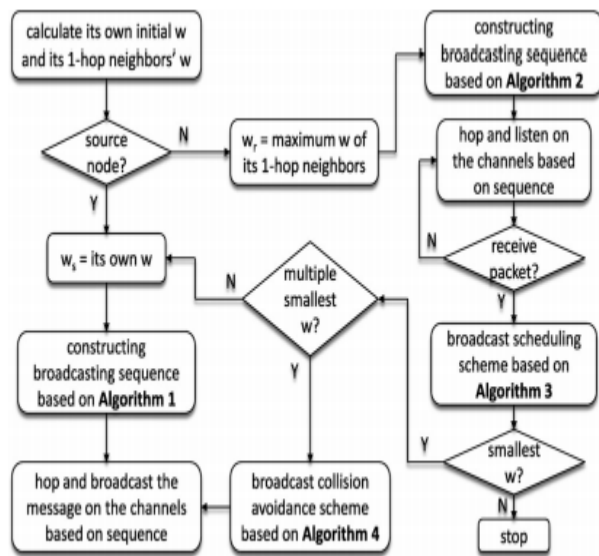 calculate its own initial w
and its 1-hop neighbors' w
source
node?
N
Y
w_r = maximum w of
its 1-hop neighbors
constructing
broadcasting sequence
based on Algorithm 2
hop and listen on
the channels based
on sequence
N
receive
packet?
Y
broadcast scheduling
scheme based on
Algorithm 3
Y
smallest
w?
N
stop
multiple
smallest
w?
N
Y
w_s = its own w
constructing
broadcasting sequence
based on Algorithm 1
hop and broadcast the
message on the channels
based on sequence
broadcast collision
avoidance scheme
based on Algorithm 4